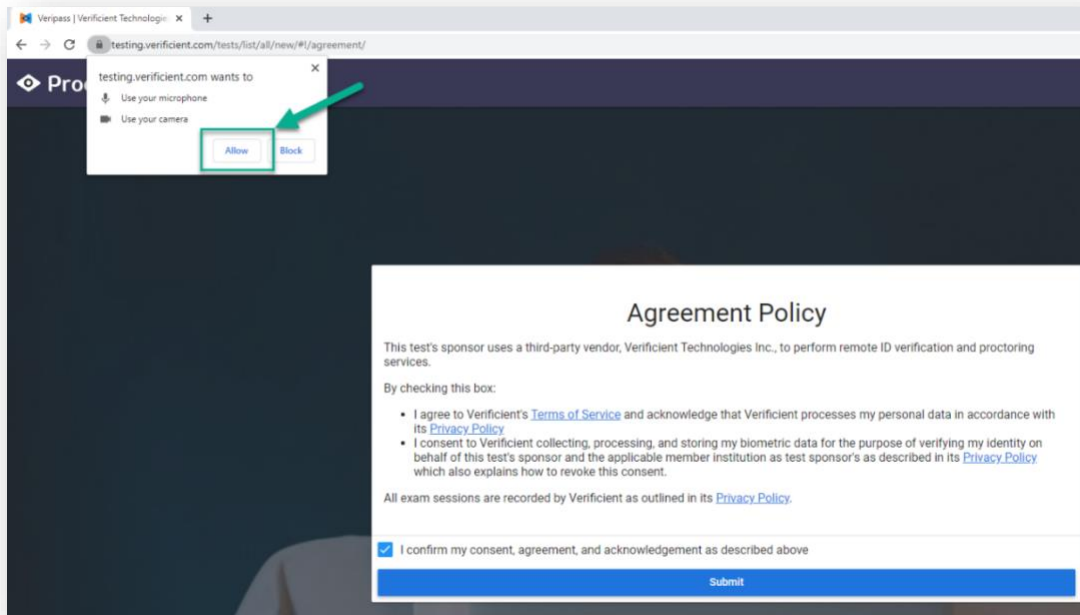 Veripass | Verificient Technologie
testing.verificient.com/tests/list/all/new/#!/agreement/
Pro
testing.verificient.com wants to
Use your microphone
Use your camera
Allow
Block
Agreement Policy
This test's sponsor uses a third-party vendor, Verificient Technologies Inc., to perform remote ID verification and proctoring
services.
By checking this box:
• I agree to Verificient's Terms of Service and acknowledge that Verificient processes my personal data in accordance with
its Privacy Policy
• I consent to Verificient collecting, processing, and storing my biometric data for the purpose of verifying my identity on
behalf of this test's sponsor and the applicable member institution as test sponsor's as described in its Privacy Policy
which also explains how to revoke this consent.
All exam sessions are recorded by Verificient as outlined in its Privacy Policy.
I confirm my consent, agreement, and acknowledgement as described above
Submit